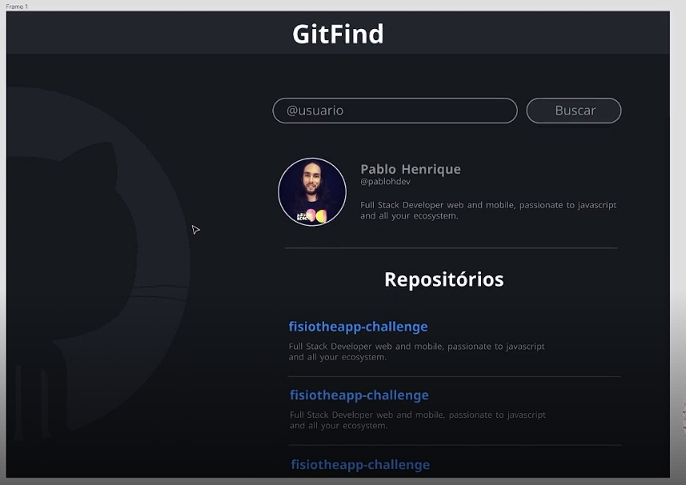 Frame 1
GitFind
@usuario
Buscar
Pablo Henrique
@pablohdev
Full Stack Developer web and mobile, passionate to javascript
and all your ecosystem.
Repositórios
fisiotheapp-challenge
Full Stack Developer web and mobile, passionate to javascript
and all your ecosystem.
fisiotheapp-challenge
Full Stack Developer web and mobile, passionate to javascript
and all your ecosystem.
fisiotheapp-challenge